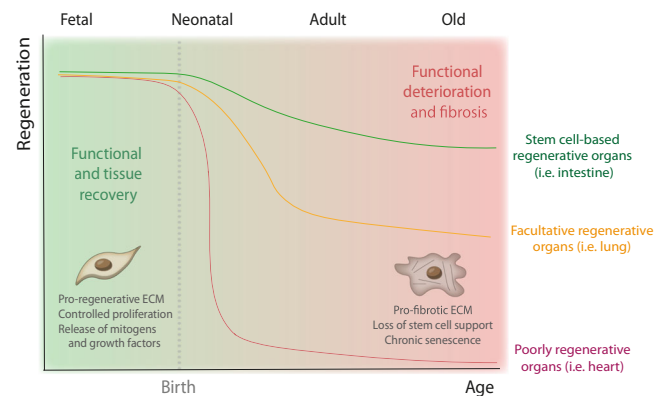 Fetal
Neonatal
Adult
Old
Regeneration
Functional
deterioration
and fibrosis
Functional
and tissue
recovery
Stem cell-based
regenerative organs
(i.e. intestine)
Facultative regenerative
organs (i.e. lung)
Pro-regenerative ECM
Controlled proliferation
Release of mitogens
and growth factors
Pro-fibrotic ECM
Loss of stem cell support
Chronic senescence
Poorly regenerative
organs (i.e. heart)
Birth
Age